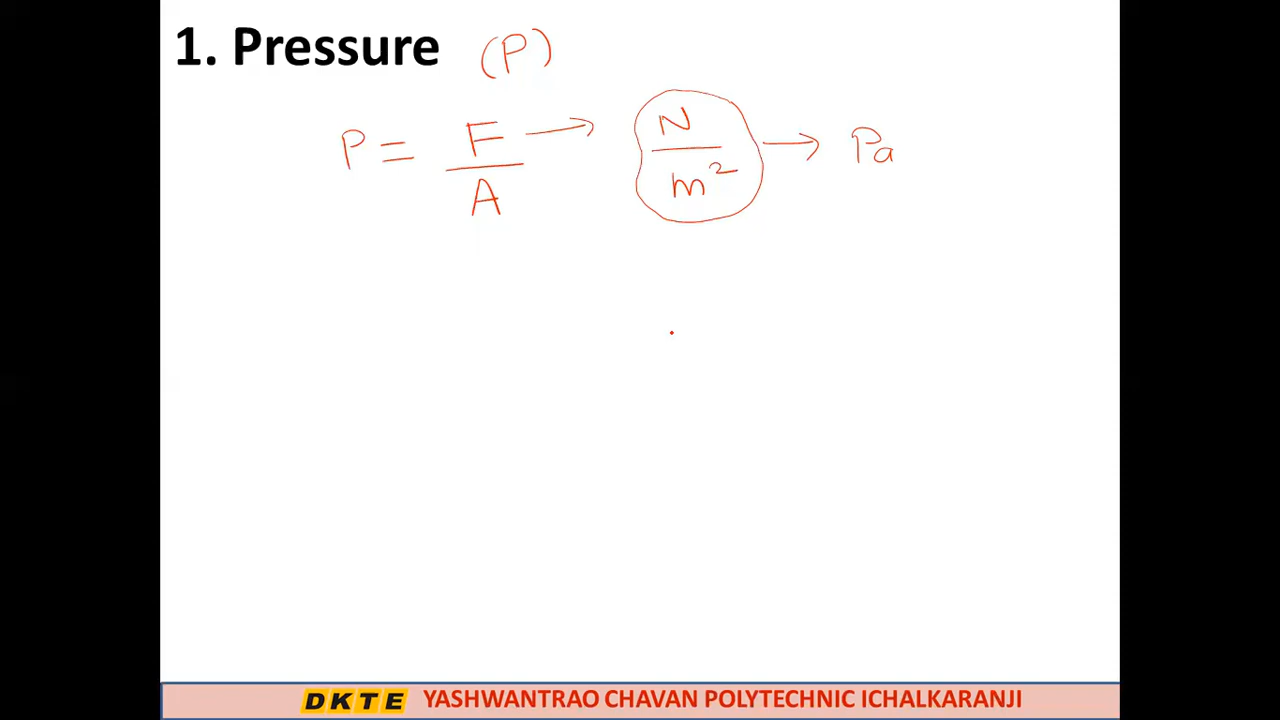 1. Pressure (P)
P = F/A → N/m² → Pa
DKTE YASHWANTRAO CHAVAN POLYTECHNIC ICHALKARANJI